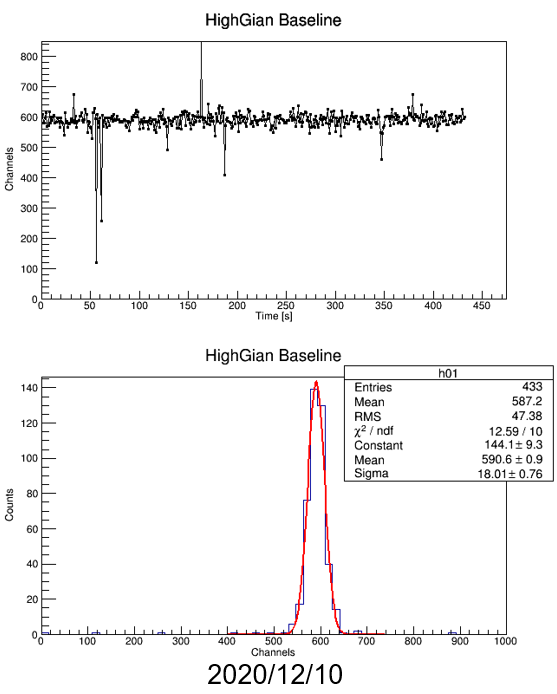 HighGian Baseline
800
700
600
500
400
300
200
100
0
Channels
0 50 100 150 200 250 300 350 400 450
Time [s]
HighGian Baseline
h01
Entries 433
Mean 587.2
RMS 47.38
χ² / ndf 12.59 / 10
Constant 144.1 ± 9.3
Mean 590.6 ± 0.9
Sigma 18.01 ± 0.76
140
120
100
80
60
40
20
0
Counts
0 100 200 300 400 500 600 700 800 900 1000
Channels
2020/12/10